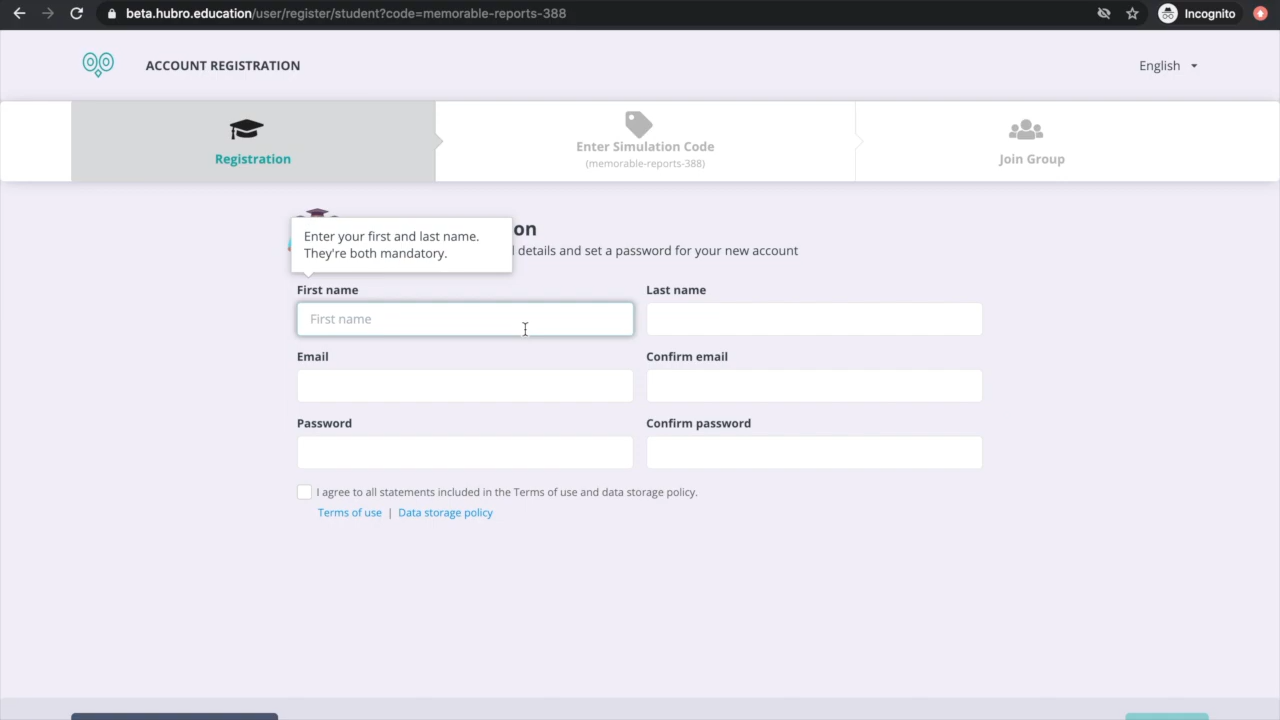 beta.hubro.education/user/register/student?code=memorable-reports-388
Incognito
ACCOUNT REGISTRATION
English
Registration
Enter Simulation Code
(memorable-reports-388)
Join Group
Enter your first and last name.
They're both mandatory.
on
details and set a password for your new account
First name
Last name
First name
Email
Confirm email
Password
Confirm password
I agree to all statements included in the Terms of use and data storage policy.
Terms of use | Data storage policy